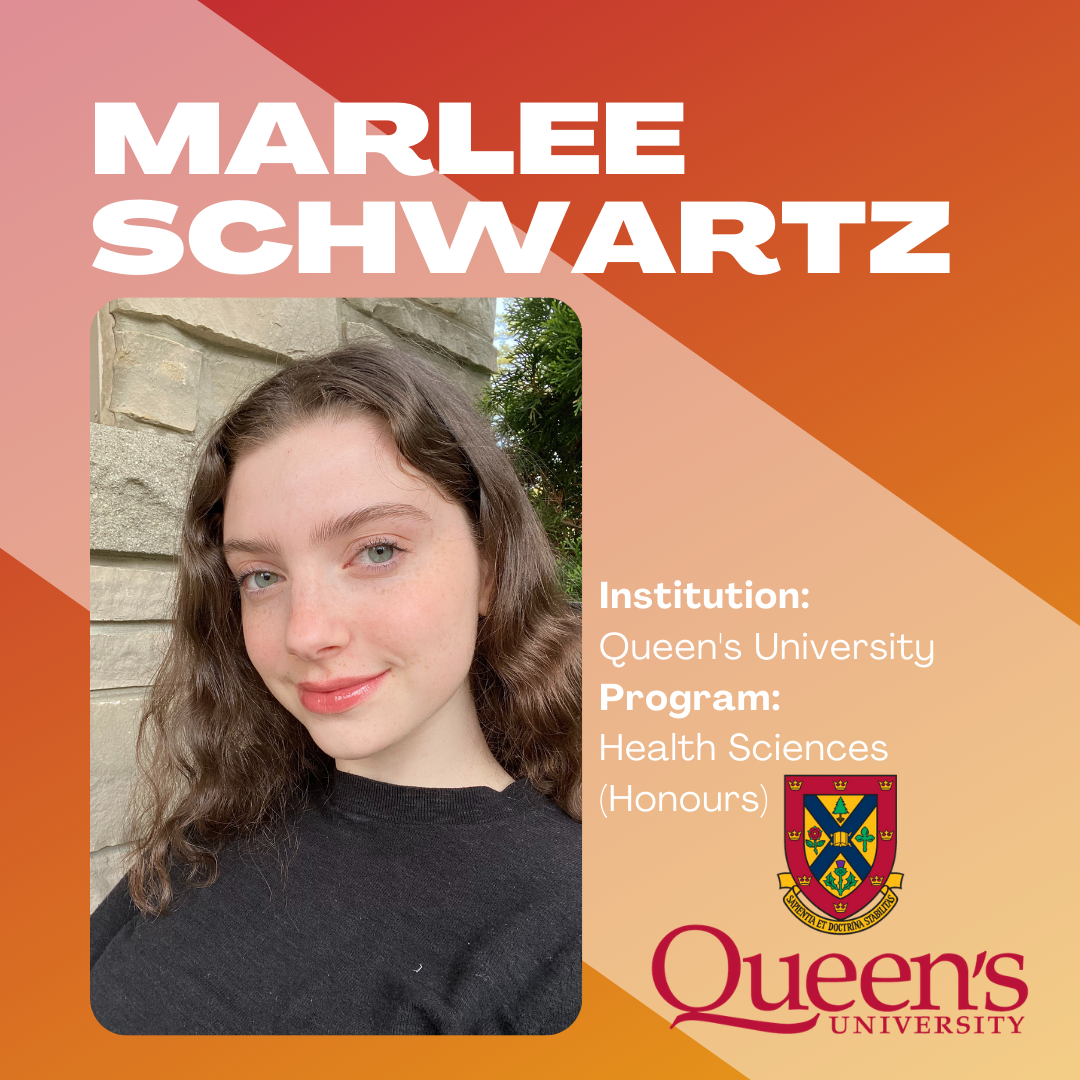 MARLEE
SCHWARTZ
Institution:
Queen's University
Program:
Health Sciences
(Honours)
SAPIENTIA ET DOCTRINA STABILITAS
Queen's
UNIVERSITY